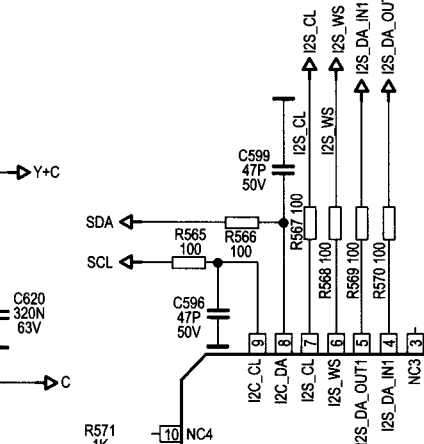 I2S_CL
I2S_WS
I2S_DA_IN1
I2S_CL
I2S_WS
C599
47P
50V
Y+C
SDA
R566
100
R565
100
SCL
R567 100
R568 100
R569 100
R570 100
C620
320N
63V
C596
47P
50V
9
8
7
6
5
4
3
I2C_CL
I2C_DA
I2S_CL
I2S_WS
I2S_DA_OUT1
I2S_DA_IN1
NC3
C
R571
10
NC4